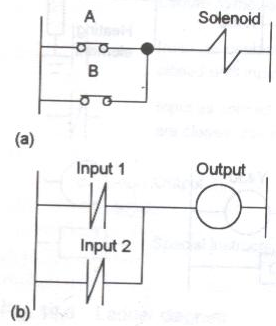 A
Solenoid
B
(a)
Input 1
Output
Input 2
(b)